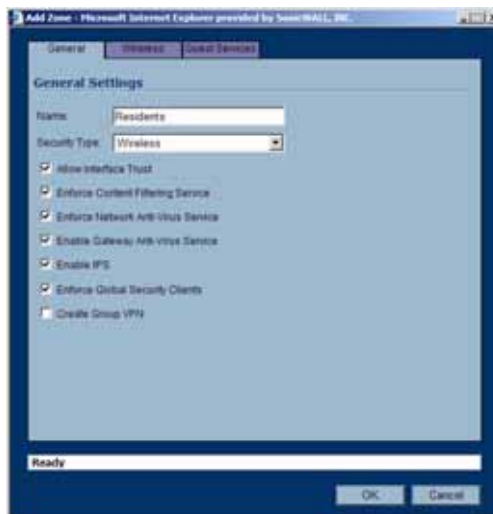 Add Zone - Microsoft Internet Explorer provided by SonicWALL, INC.
General Wireless Guest Services
General Settings
Name: Residents
Security Type: Wireless
Allow Interface Trust
Enforce Content Filtering Service
Enforce Network Anti-Virus Service
Enable Gateway Anti-Virus Service
Enable IPS
Enforce Global Security Clients
Create Group VPN
Ready
OK Cancel